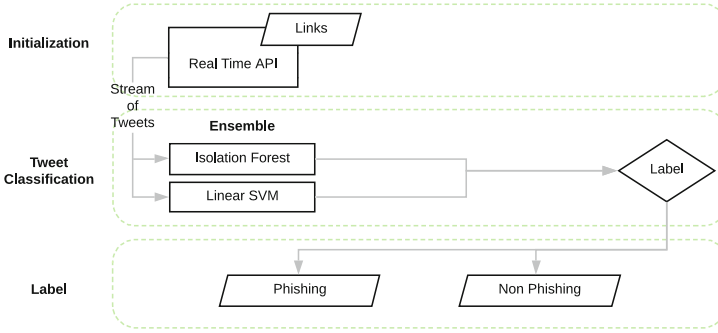 Initialization
Links
Real Time API
Stream
of
Tweets
Ensemble
Tweet
Classification
Isolation Forest
Linear SVM
Label
Label
Phishing
Non Phishing